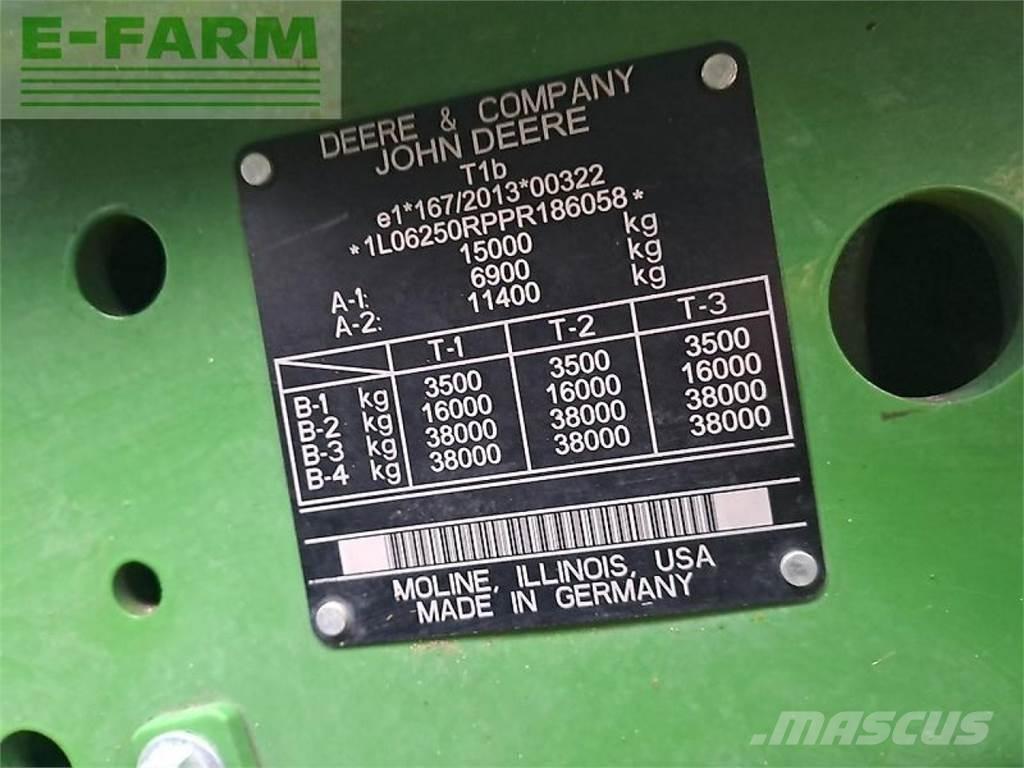 E-FARM
DEERE & COMPANY
JOHN DEERE
T1b
e1*167/2013*00322
*1L06250RPPR186058*
15000 kg
A-1: 6900 kg
A-2: 11400 kg
T-1 T-2 T-3
B-1 kg 3500 3500 3500
B-2 kg 16000 16000 16000
B-3 kg 38000 38000 38000
B-4 kg 38000 38000 38000
MOLINE, ILLINOIS, USA
MADE IN GERMANY
MASCUS